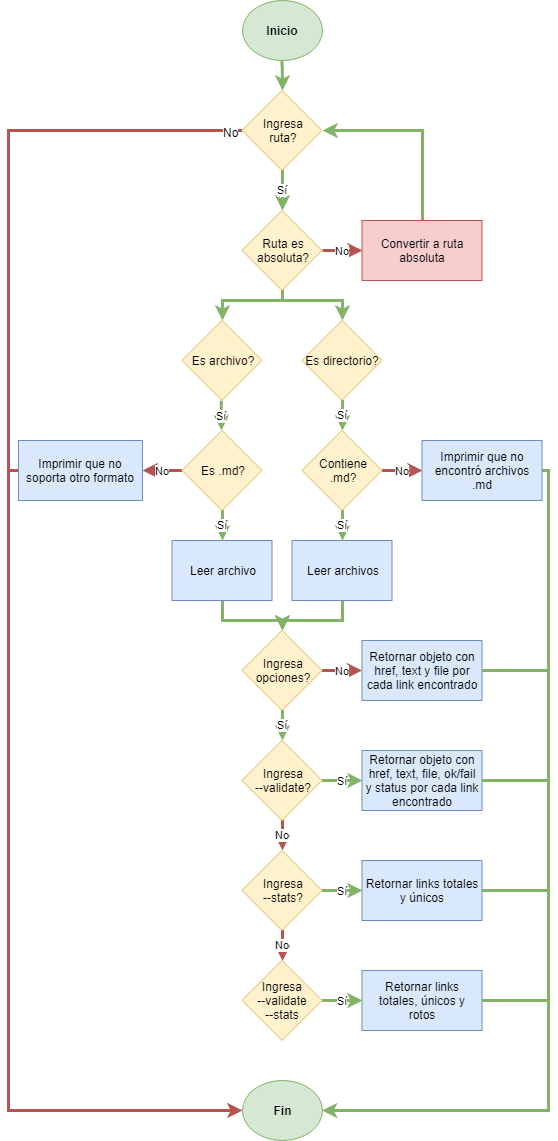 Inicio
Ingresa
ruta?
No
Sí
Ruta es
absoluta?
No
Convertir a ruta
absoluta
Es archivo?
Es directorio?
Sí
Sí
Imprimir que no
soporta otro formato
No
Es .md?
Contiene
.md?
No
Imprimir que no
encontró archivos
.md
Sí
Sí
Leer archivo
Leer archivos
Ingresa
opciones?
No
Retornar objeto con
href, text y file por
cada link encontrado
Sí
Ingresa
--validate?
Sí
Retornar objeto con
href, text, file, ok/fail
y status por cada link
encontrado
No
Ingresa
--stats?
Sí
Retornar links totales
y únicos
No
Ingresa
--validate
--stats
Sí
Retornar links
totales, únicos y
rotos
Fin